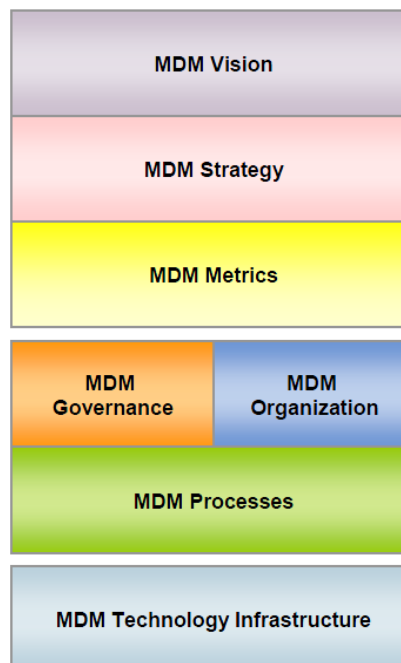 MDM Vision
MDM Strategy
MDM Metrics
MDM
Governance
MDM
Organization
MDM Processes
MDM Technology Infrastructure